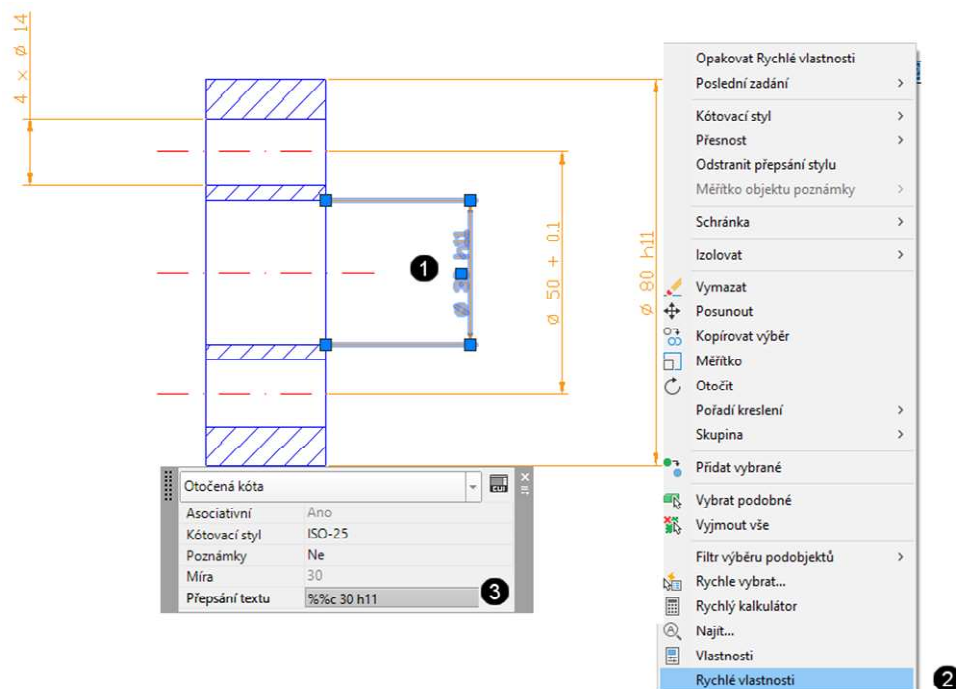 4 × Ø 14
Ø 3 h11
Ø 50 + 0.1
Ø 80 h11
1
Opakovat Rychlé vlastnosti
Poslední zadání
Kótovací styl
Přesnost
Odstranit přepsání stylu
Měřítko objektu poznámky
Schránka
Izolovat
Vymazat
Posunout
Kopírovat výběr
Měřítko
Otočit
Pořadí kreslení
Skupina
Přidat vybrané
Vybrat podobné
Vyjmout vše
Filtr výběru podobjektů
Rychle vybrat...
Rychlý kalkulátor
Najít...
Vlastnosti
Rychlé vlastnosti
2
Otočená kóta
CUI
Asociativní Ano
Kótovací styl ISO-25
Poznámky Ne
Míra 30
Přepsání textu %%c 30 h11
3